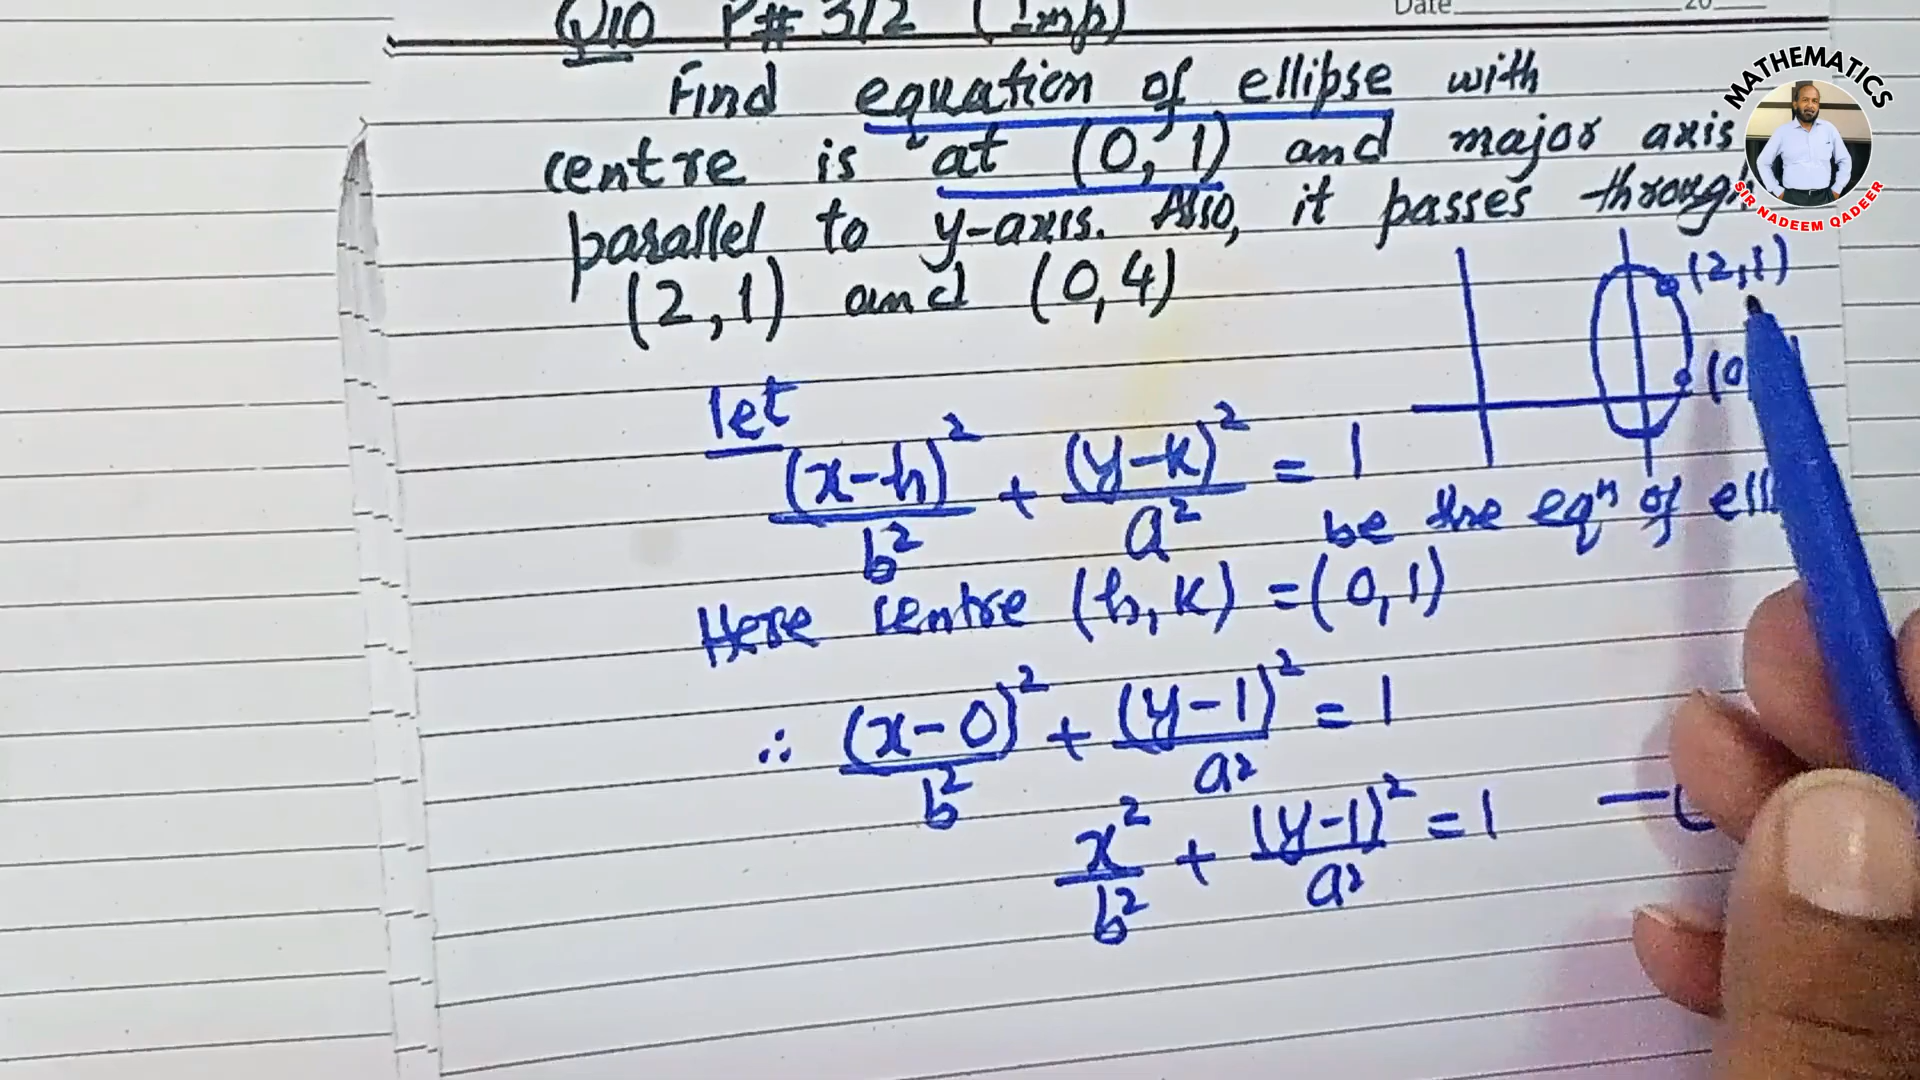 Q10 P# 312 (Imp)
Date 20
Find equation of ellipse with
centre is at (0, 1) and major axis
parallel to y-axis. Also, it passes through
(2, 1) and (0, 4)
MATHEMATICS
SIR NADEEM QADEER
(2, 1)
(0
let
(x-h)²/b² + (y-k)²/a² = 1
be the eqⁿ of ell
Here centre (h, k) = (0, 1)
∴ (x-0)²/b² + (y-1)²/a² = 1
x²/b² + (y-1)²/a² = 1 —